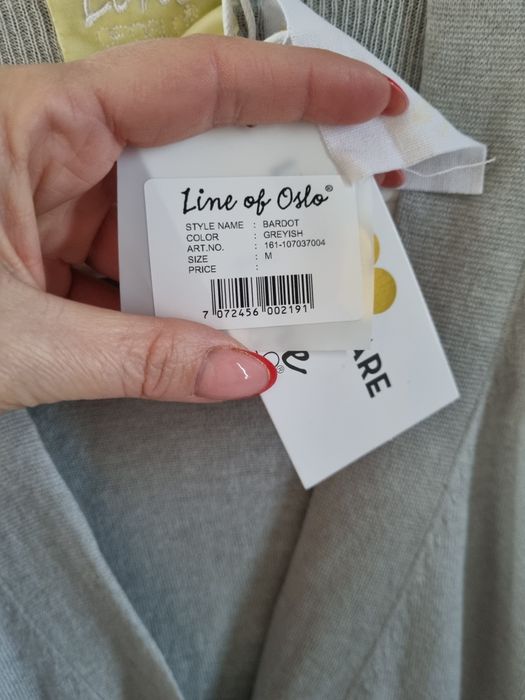 Line of Oslo®
STYLE NAME : BARDOT
COLOR : GREYISH
ART.NO. : 161-107037004
SIZE : M
PRICE :
7 072456 002191
ARE